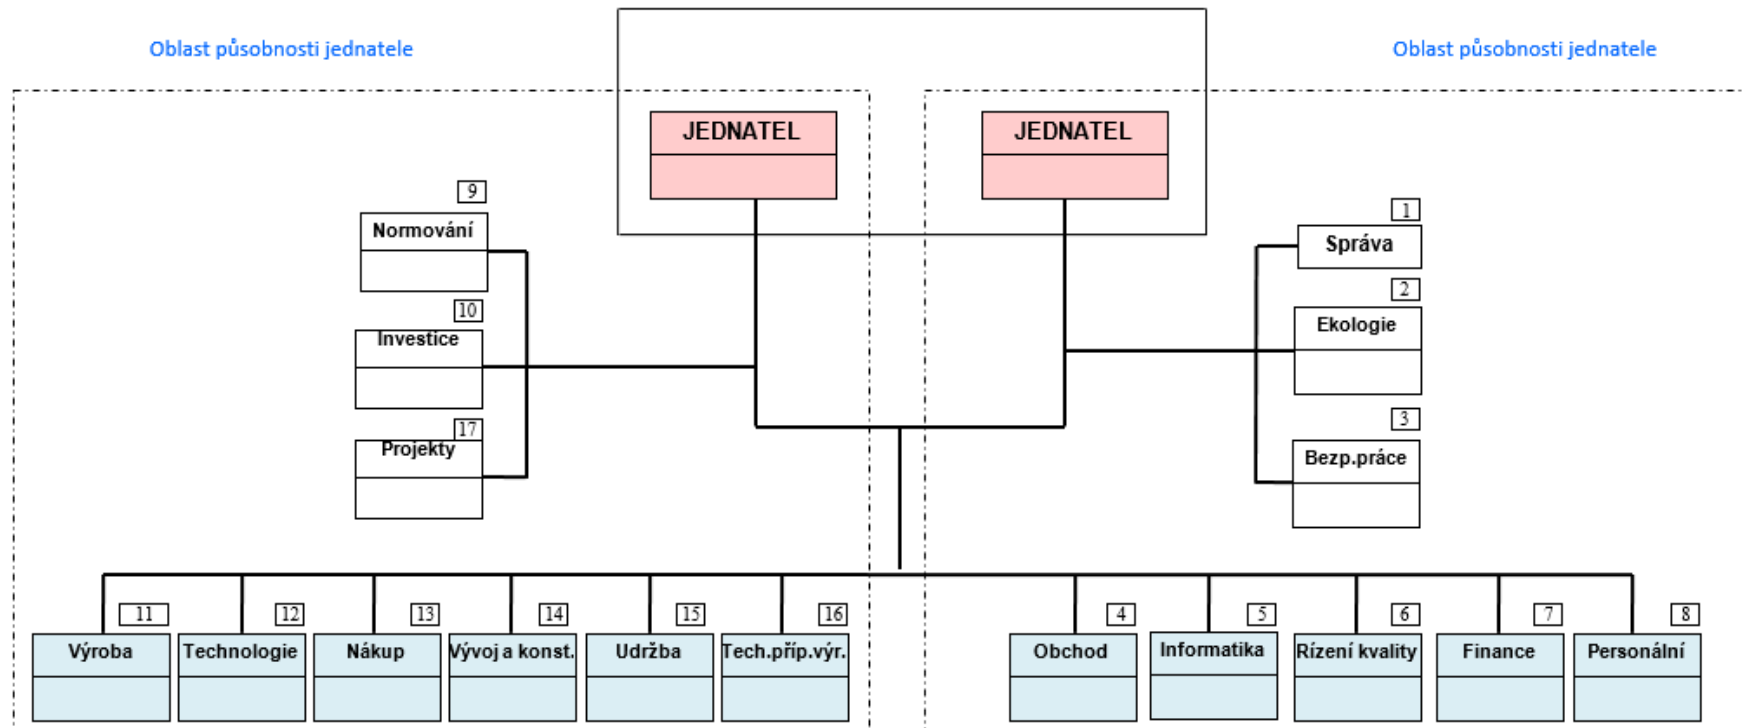 Oblast působnosti jednatele
Oblast působnosti jednatele
JEDNATEL
JEDNATEL
9
Normování
10
Investice
17
Projekty
1
Správa
2
Ekologie
3
Bezp.práce
11
Výroba
12
Technologie
13
Nákup
14
Vývoj a konst.
15
Udržba
16
Tech.příp.výr.
4
Obchod
5
Informatika
6
Rízení kvality
7
Finance
8
Personální